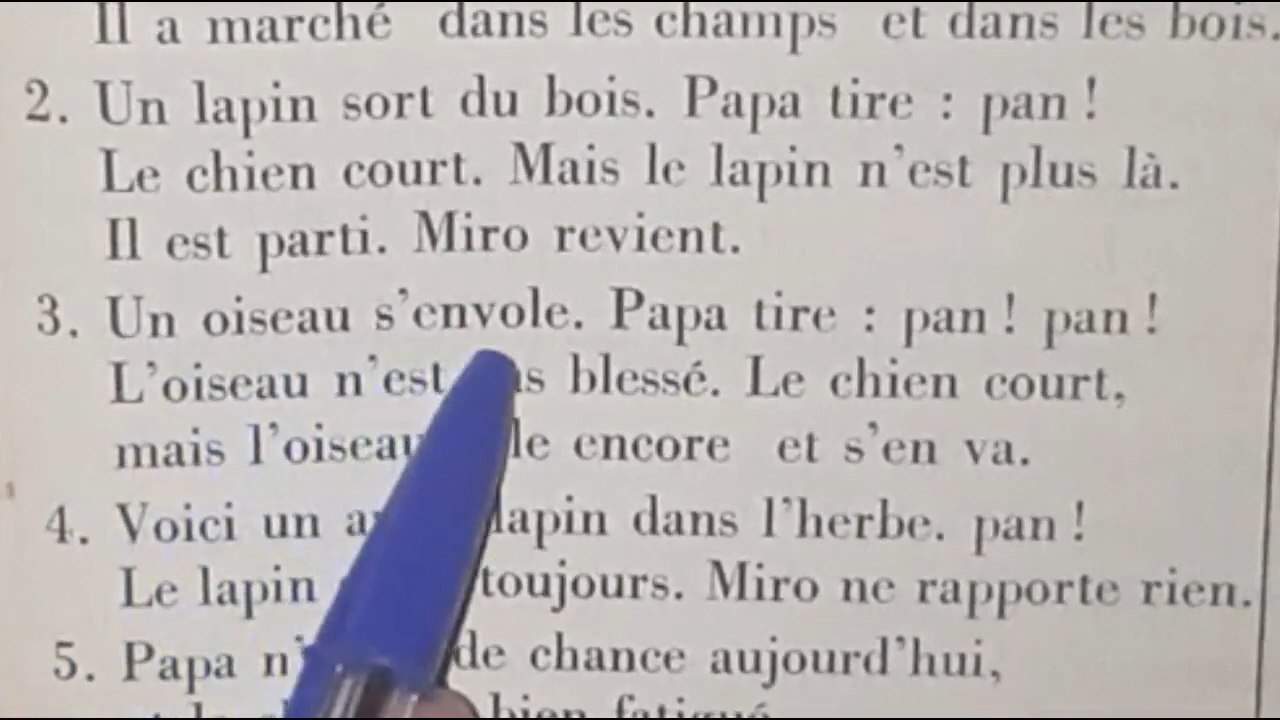 Il a marché dans les champs et dans les bois.
2. Un lapin sort du bois. Papa tire : pan !
Le chien court. Mais le lapin n'est plus là.
Il est parti. Miro revient.
3. Un oiseau s'envole. Papa tire : pan ! pan !
L'oiseau n'est blessé. Le chien court,
mais l'oiseau encore et s'en va.
4. Voici un lapin dans l'herbe. pan !
Le lapin toujours. Miro ne rapporte rien.
5. Papa de chance aujourd'hui,
bien fatigué